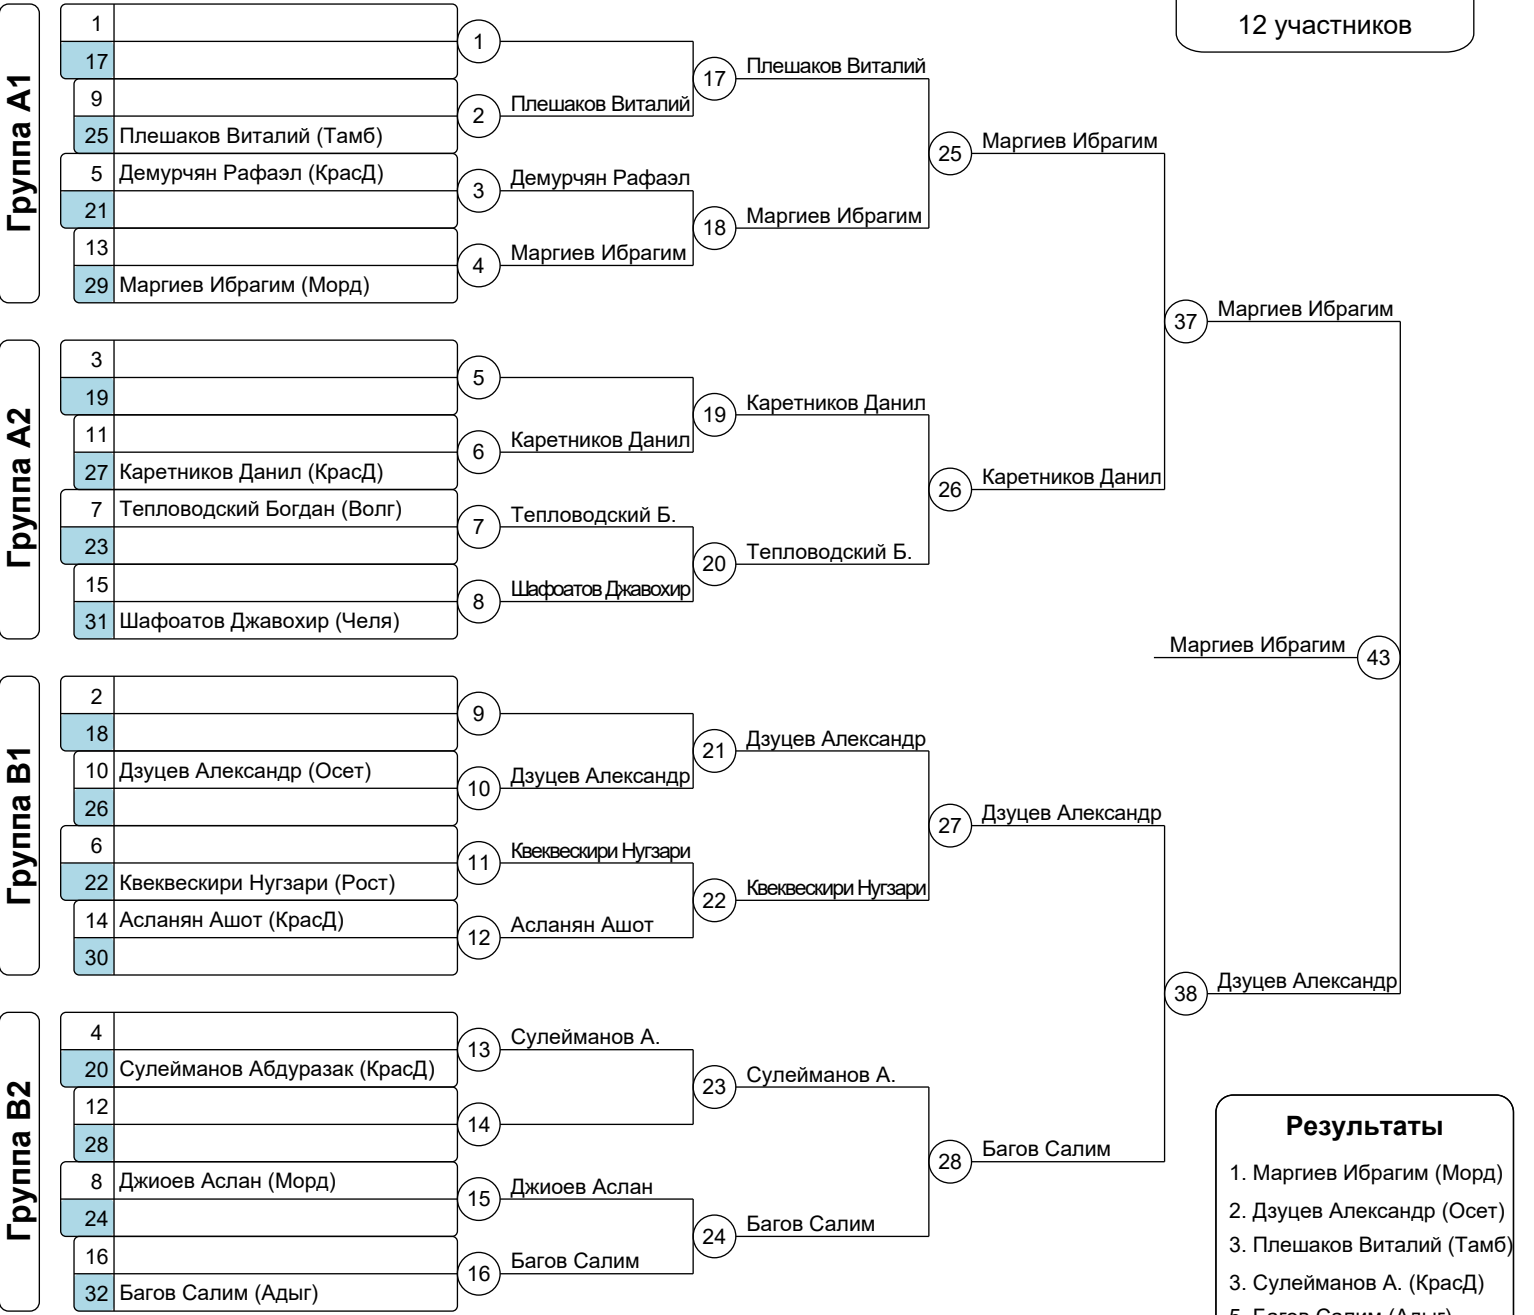 12 участников
Группа A1
1
17
9
25 Плешаков Виталий (Тамб)
5 Демурчян Рафаэл (КрасД)
21
13
29 Маргиев Ибрагим (Морд)
1
2 Плешаков Виталий
3 Демурчян Рафаэл
4 Маргиев Ибрагим
17 Плешаков Виталий
18 Маргиев Ибрагим
25 Маргиев Ибрагим
Группа A2
3
19
11
27 Каретников Данил (КрасД)
7 Тепловодский Богдан (Волг)
23
15
31 Шафоатов Джавохир (Челя)
5
6 Каретников Данил
7 Тепловодский Б.
8 Шафоатов Джавохир
19 Каретников Данил
20 Тепловодский Б.
26 Каретников Данил
37 Маргиев Ибрагим
Маргиев Ибрагим 43
Группа B1
2
18
10 Дзуцев Александр (Осет)
26
6
22 Квеквескири Нугзари (Рост)
14 Асланян Ашот (КрасД)
30
9
10 Дзуцев Александр
11 Квеквескири Нугзари
12 Асланян Ашот
21 Дзуцев Александр
22 Квеквескири Нугзари
27 Дзуцев Александр
Группа B2
4
20 Сулейманов Абдуразак (КрасД)
12
28
8 Джиоев Аслан (Морд)
24
16
32 Багов Салим (Адыг)
13 Сулейманов А.
14
15 Джиоев Аслан
16 Багов Салим
23 Сулейманов А.
24 Багов Салим
28 Багов Салим
38 Дзуцев Александр
Результаты
1. Маргиев Ибрагим (Морд)
2. Дзуцев Александр (Осет)
3. Плешаков Виталий (Тамб)
3. Сулейманов А. (КрасД)
5. Багов Салим (Адыг)